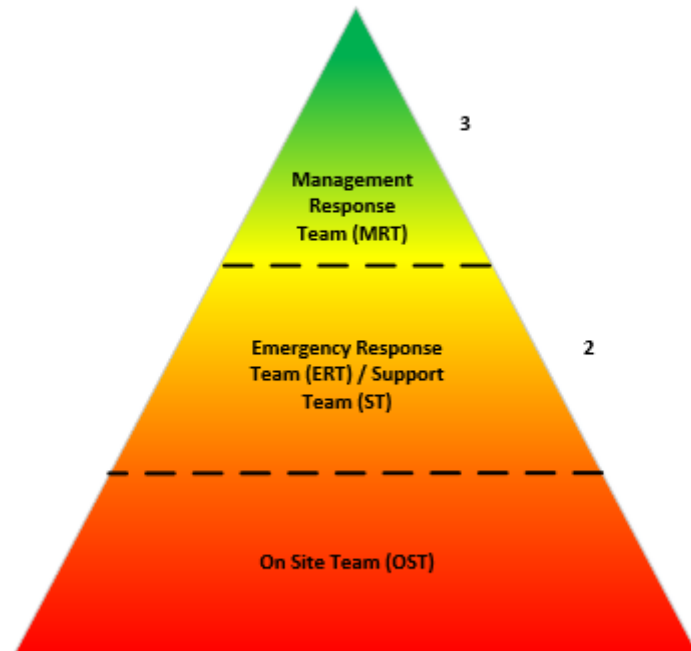 3
Management
Response
Team (MRT)
Emergency Response
Team (ERT) / Support
Team (ST)
2
On Site Team (OST)